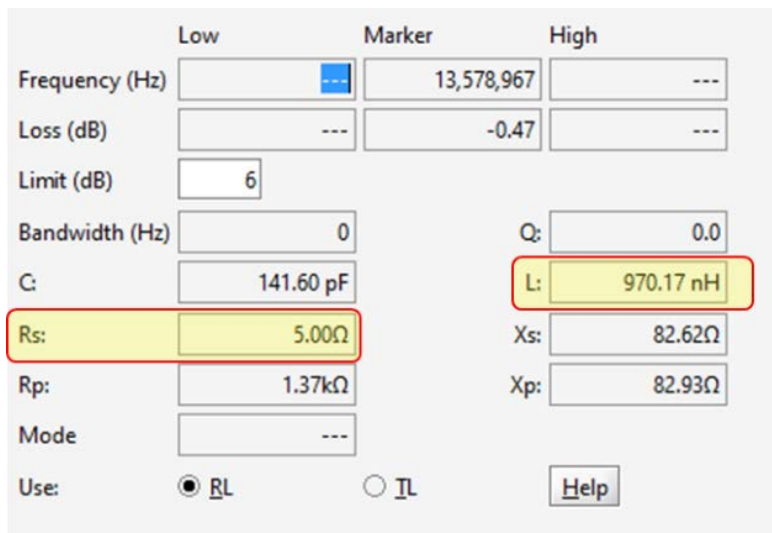 Low Marker High
Frequency (Hz) --- 13,578,967 ---
Loss (dB) --- -0.47 ---
Limit (dB) 6
Bandwidth (Hz) 0 Q: 0.0
C: 141.60 pF L: 970.17 nH
Rs: 5.00Ω Xs: 82.62Ω
Rp: 1.37kΩ Xp: 82.93Ω
Mode ---
Use: RL TL Help